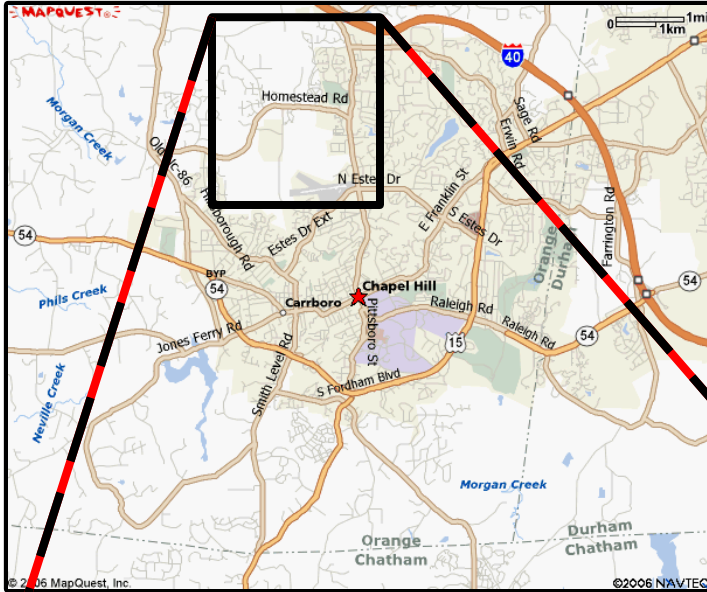 MAPQUEST®
1mi
0
1km
40
Homestead Rd
Morgan Creek
Sage Rd
Erwin Rd
N Estes Dr
E Franklin St
S Estes Dr
Hillsborough Rd
Estes Dr Ext
Farrington Rd
Orange
Durham
54
BYP
54
Phils Creek
Chapel Hill
Carrboro
Pittsboro St
Raleigh Rd
Raleigh Rd
54
54
15
Jones Ferry Rd
Smith Level Rd
S Fordham Blvd
Neville Creek
Morgan Creek
Orange
Chatham
Durham
Chatham
© 2006 MapQuest, Inc.
©2006 NAVTEQ